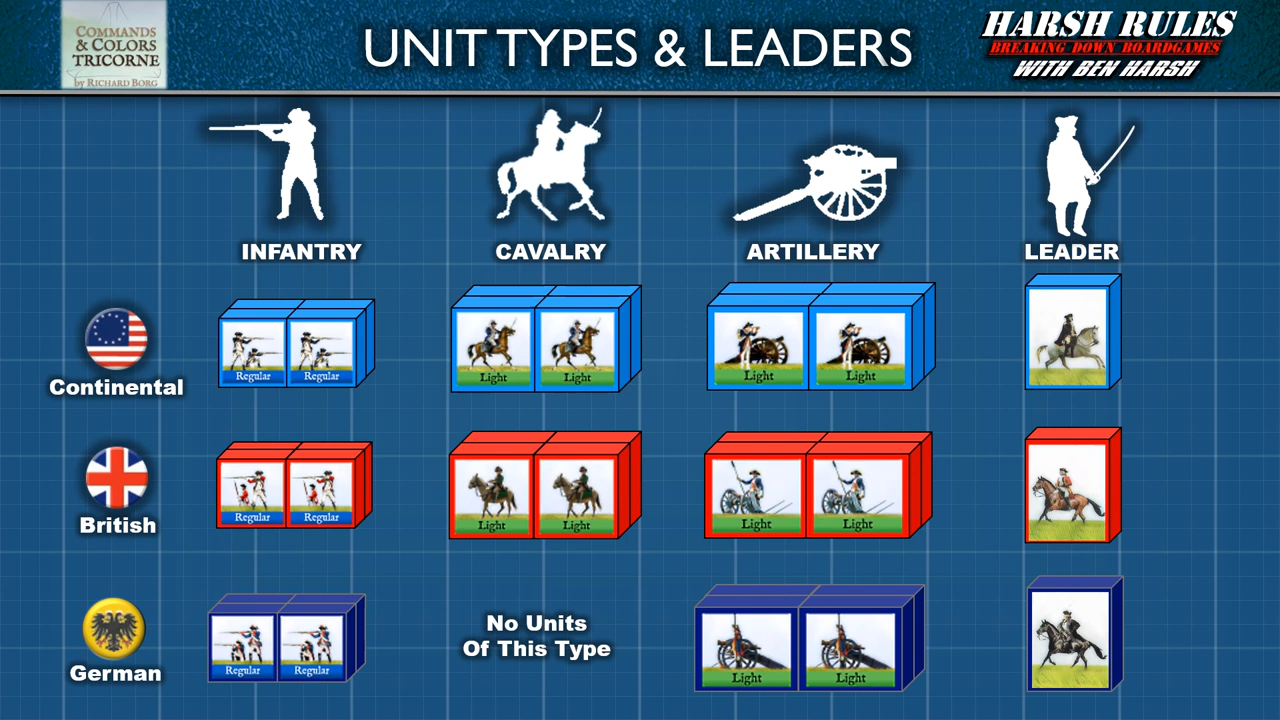 COMMANDS
& COLORS
TRICORNE
by RICHARD BORG
UNIT TYPES & LEADERS
HARSH RULES
BREAKING DOWN BOARDGAMES
WITH BEN HARSH
INFANTRY
CAVALRY
ARTILLERY
LEADER
Continental
Regular
Regular
Light
Light
Light
Light
British
Regular
Regular
Light
Light
Light
Light
German
Regular
Regular
No Units
Of This Type
Light
Light